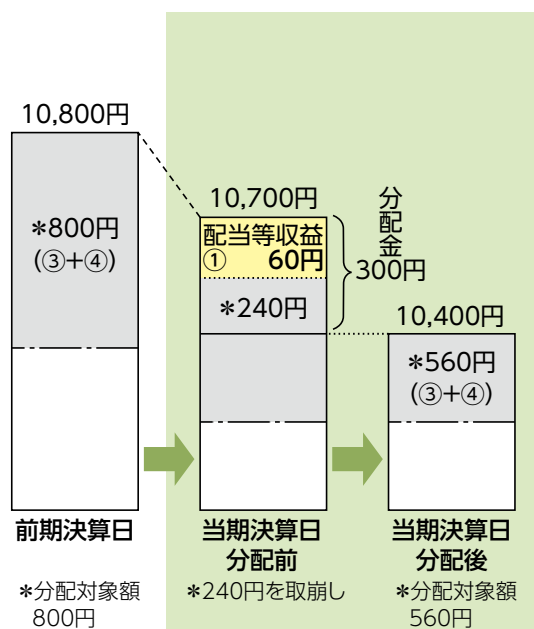 10,800円
*800円
(③+④)
前期決算日
*分配対象額
800円
10,700円
配当等収益
① 60円
*240円
分配金
300円
当期決算日
分配前
*240円を取崩し
10,400円
*560円
(③+④)
当期決算日
分配後
*分配対象額
560円